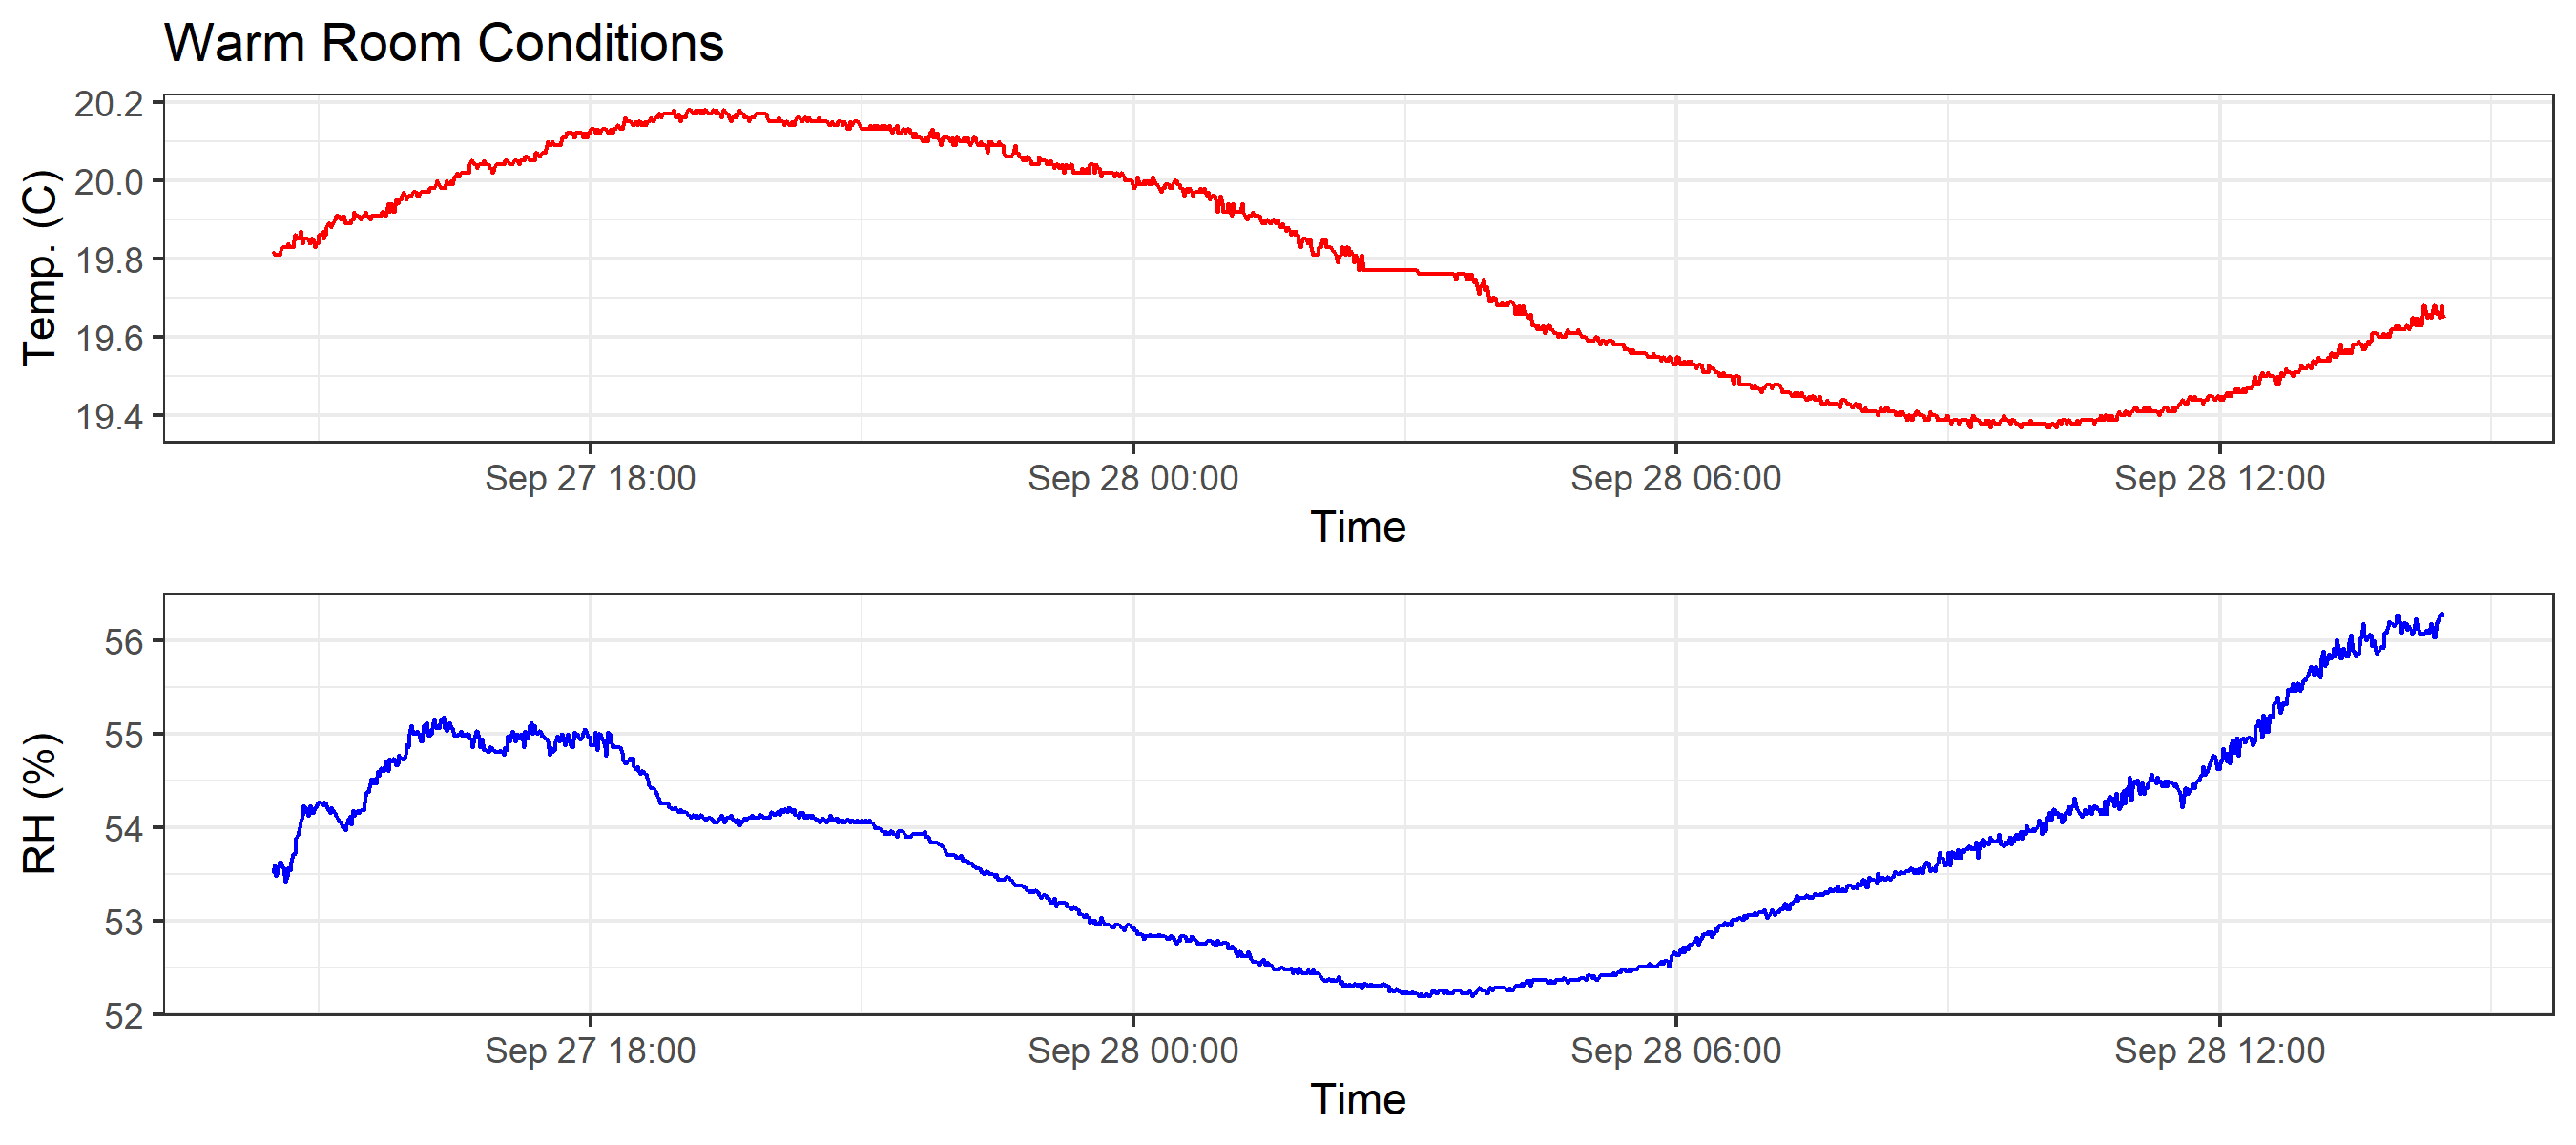 Warm Room Conditions
Temp. (C)
20.2
20.0
19.8
19.6
19.4
Sep 27 18:00 Sep 28 00:00 Sep 28 06:00 Sep 28 12:00
Time
RH (%)
56
55
54
53
52
Sep 27 18:00 Sep 28 00:00 Sep 28 06:00 Sep 28 12:00
Time